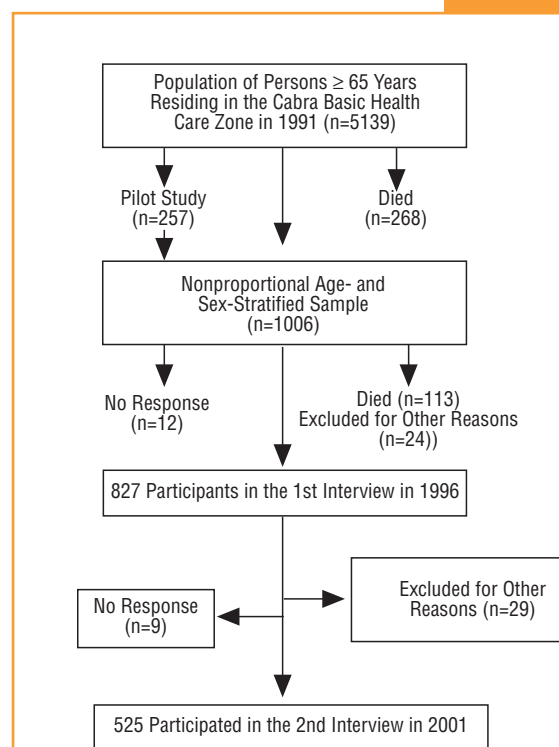 Population of Persons ≥ 65 Years
Residing in the Cabra Basic Health
Care Zone in 1991 (n=5139)
Pilot Study
(n=257)
Died
(n=268)
Nonproportional Age- and
Sex-Stratified Sample
(n=1006)
No Response
(n=12)
Died (n=113)
Excluded for Other Reasons
(n=24))
827 Participants in the 1st Interview in 1996
No Response
(n=9)
Excluded for Other
Reasons (n=29)
525 Participated in the 2nd Interview in 2001